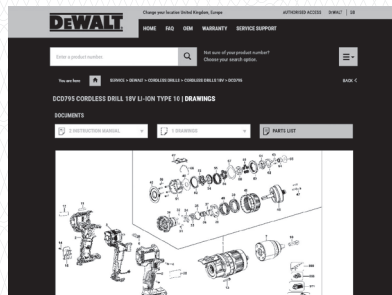 Change your location United Kingdom, Europe
AUTHORISED ACCESS DEWALT GB
DEWALT
HOME FAQ OEM WARRANTY SERVICE SUPPORT
Enter a product number.
Not sure of your product number?
Choose your search option.
You are here: SERVICE > DEWALT > CORDLESS DRILLS > CORDLESS DRILLS 18V > DCD795
BACK <
DCD795 CORDLESS DRILL 18V LI-ION TYPE 10 | DRAWINGS
DOCUMENTS
2 INSTRUCTION MANUAL
1 DRAWINGS
PARTS LIST